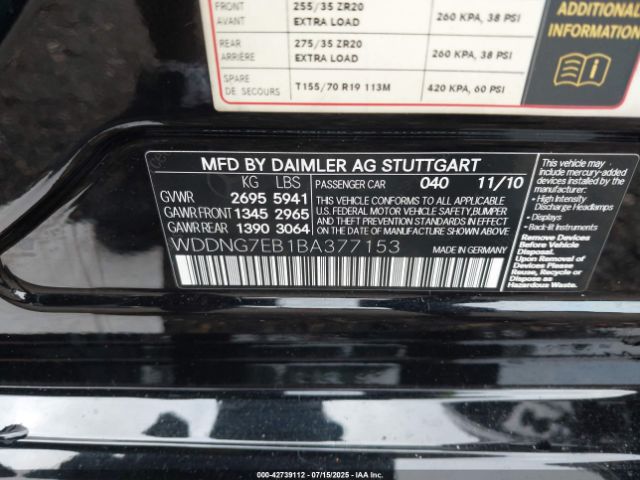 FRONT 255/35 ZR20 260 KPA, 38 PSI
AVANT EXTRA LOAD
REAR 275/35 ZR20 260 KPA, 38 PSI
ARRIÈRE EXTRA LOAD
SPARE T155/70 R19 113M 420 KPA, 60 PSI
DE SECOURS
ADDITIONAL
INFORMATION
MFD BY DAIMLER AG STUTTGART
KG LBS PASSENGER CAR 040 11/10
GVWR 2695 5941
GAWR FRONT 1345 2965
GAWR REAR 1390 3064
THIS VEHICLE CONFORMS TO ALL APPLICABLE
U.S. FEDERAL MOTOR VEHICLE SAFETY,BUMPER
AND THEFT PREVENTION STANDARDS IN EFFECT
ON THE DATE OF MANUFACTURE SHOWN ABOVE.
WDDNG7EB1BA377153
This vehicle may
include mercury-added
devices installed by
the manufacturer:
- High Eb
Discharge Headlamps
- Displays
- Back-lit Instruments
Remove Devices
Before Vehicle Disposal.
Upon Removal of
Devices Please
Reuse, Recycle or
Dispose as
Hazardous Waste.
000-42739112 | 07/15/2025 | COPYRIGHT IAA, LLC.